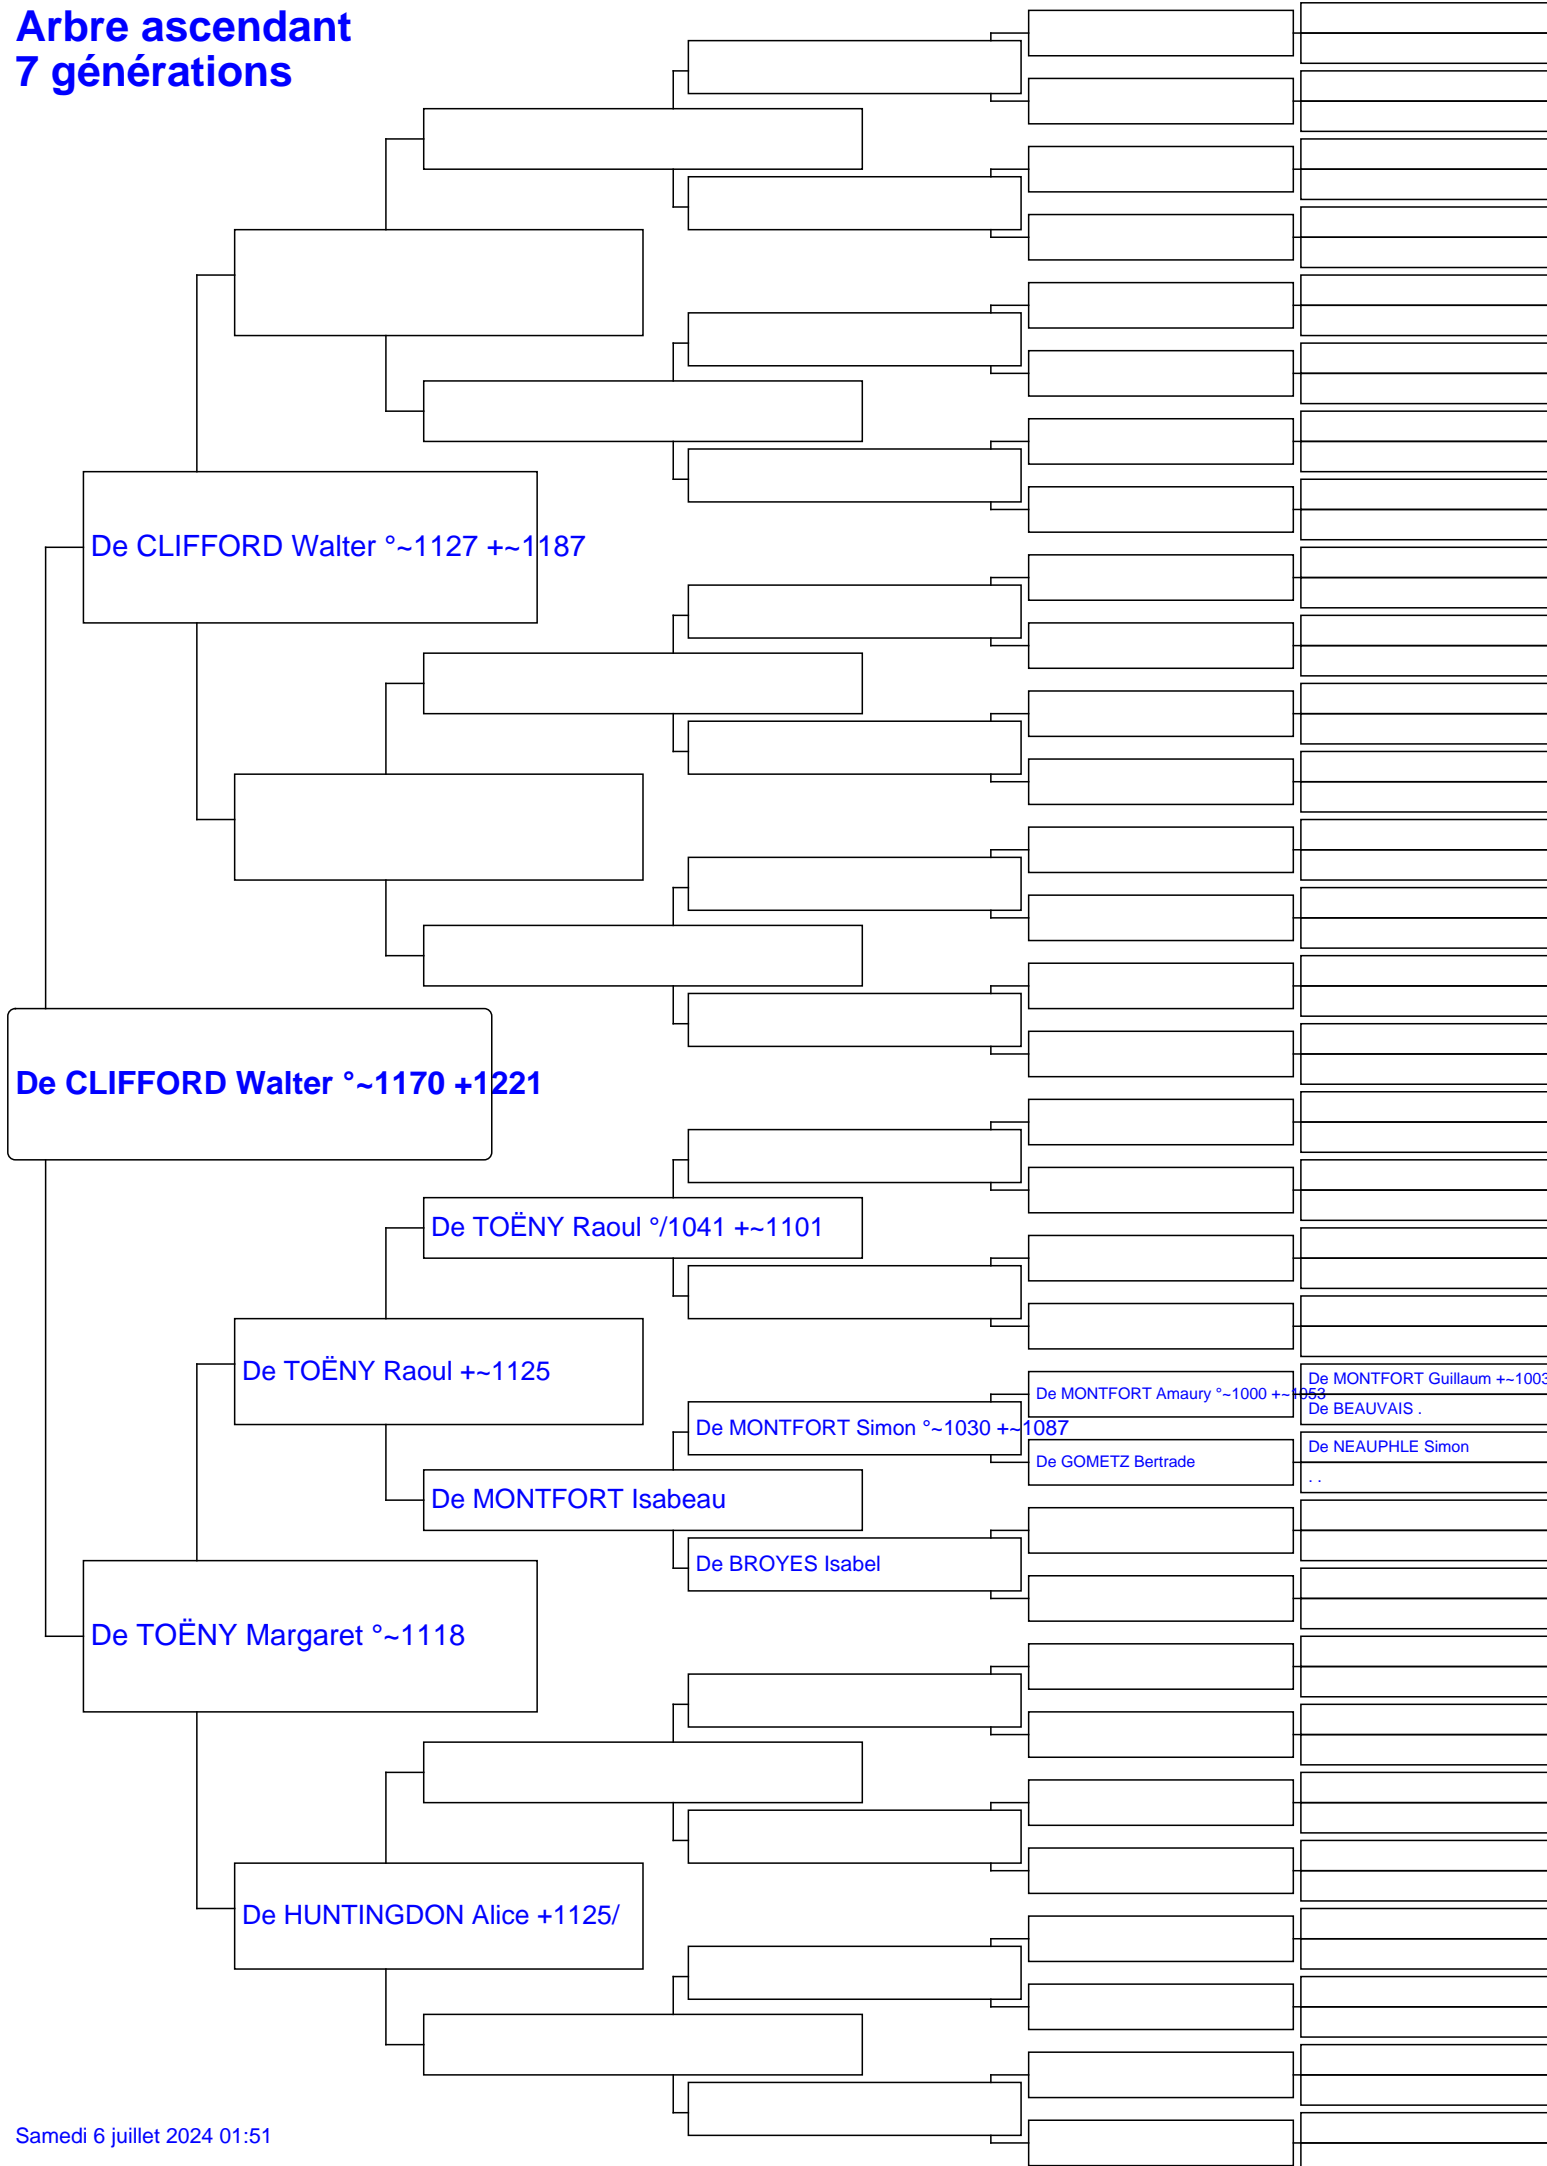 Arbre ascendant
7 générations
De CLIFFORD Walter °~1127 +~1187
De CLIFFORD Walter °~1170 +1221
De TOËNY Raoul °/1041 +~1101
De TOËNY Raoul +~1125
De MONTFORT Amaury °~1000 +~1053
De MONTFORT Guillaum +~1003
De BEAUVAIS .
De MONTFORT Simon °~1030 +~1087
De GOMETZ Bertrade
De NEAUPHLE Simon
. .
De MONTFORT Isabeau
De BROYES Isabel
De TOËNY Margaret °~1118
De HUNTINGDON Alice +1125/
Samedi 6 juillet 2024 01:51